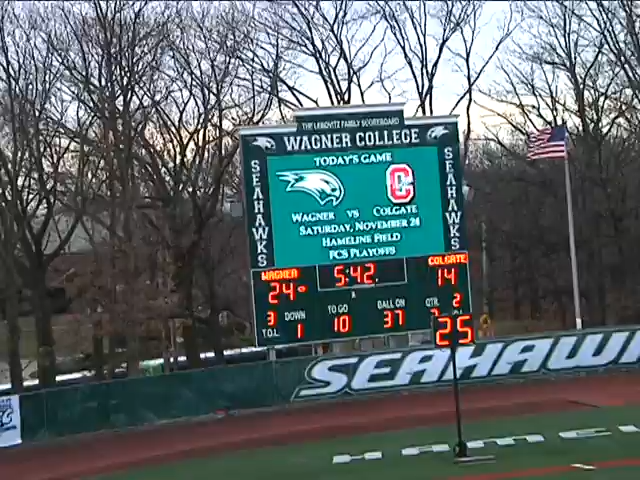 THE LEBOVITZ FAMILY SCOREBOARD
WAGNER COLLEGE
TODAY'S GAME
SEAHAWKS
SEAHAWKS
C
WAGNER VS COLGATE
SATURDAY, NOVEMBER 24
HAMELINE FIELD
FCS PLAYOFFS
WAGNER 5:42 COLGATE
24 14
3 DOWN TO GO BALL ON QTR 2
T.O.L. 1 10 37
25
SEAHAWK
HAMEL